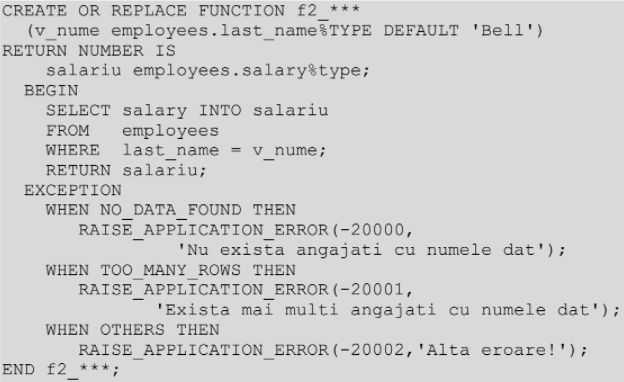 CREATE OR REPLACE FUNCTION f2_***
(v_nume employees.last_name%TYPE DEFAULT 'Bell')
RETURN NUMBER IS
salariu employees.salary%type;
BEGIN
SELECT salary INTO salariu
FROM employees
WHERE last_name = v_nume;
RETURN salariu;
EXCEPTION
WHEN NO_DATA_FOUND THEN
RAISE_APPLICATION_ERROR(-20000,
'Nu exista angajati cu numele dat');
WHEN TOO_MANY_ROWS THEN
RAISE_APPLICATION_ERROR(-20001,
'Exista mai multi angajati cu numele dat');
WHEN OTHERS THEN
RAISE_APPLICATION_ERROR(-20002,'Alta eroare!');
END f2_***;